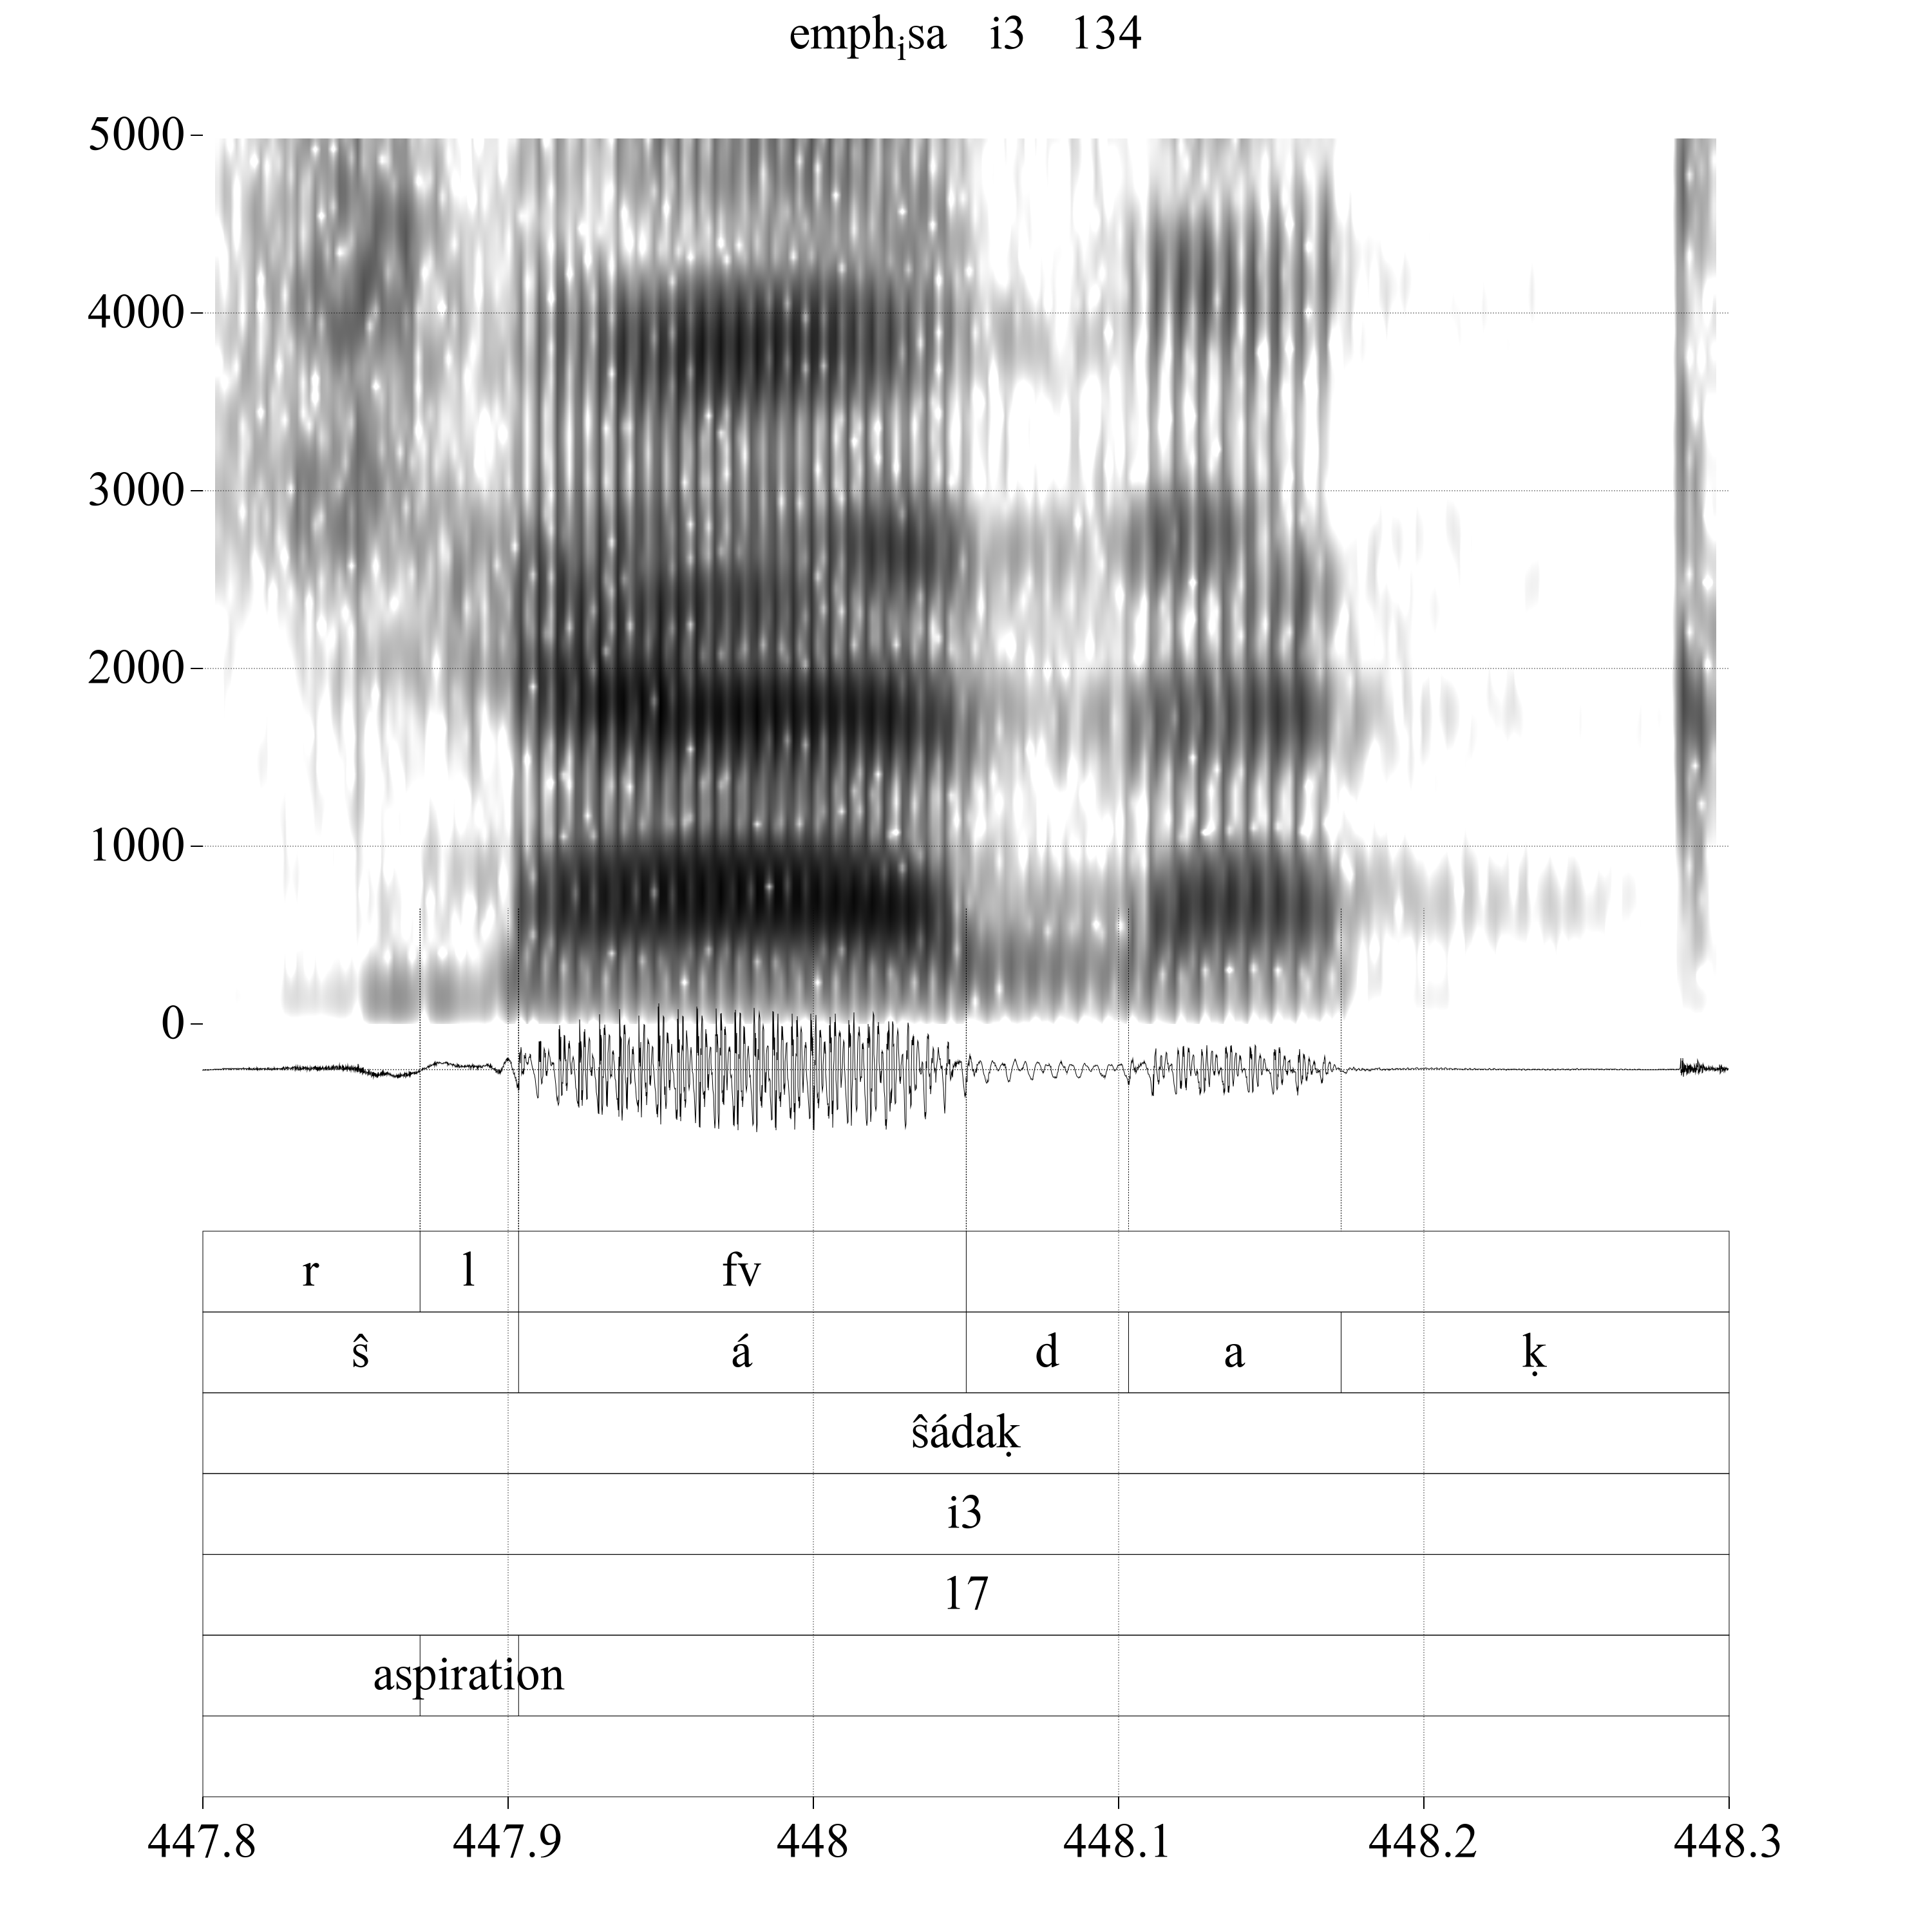 emphᵢsa i3 134
5000
4000
3000
2000
1000
0
r l fv
ŝ á d a ḳ
ŝádaḳ
i3
17
aspiration
447.8 447.9 448 448.1 448.2 448.3